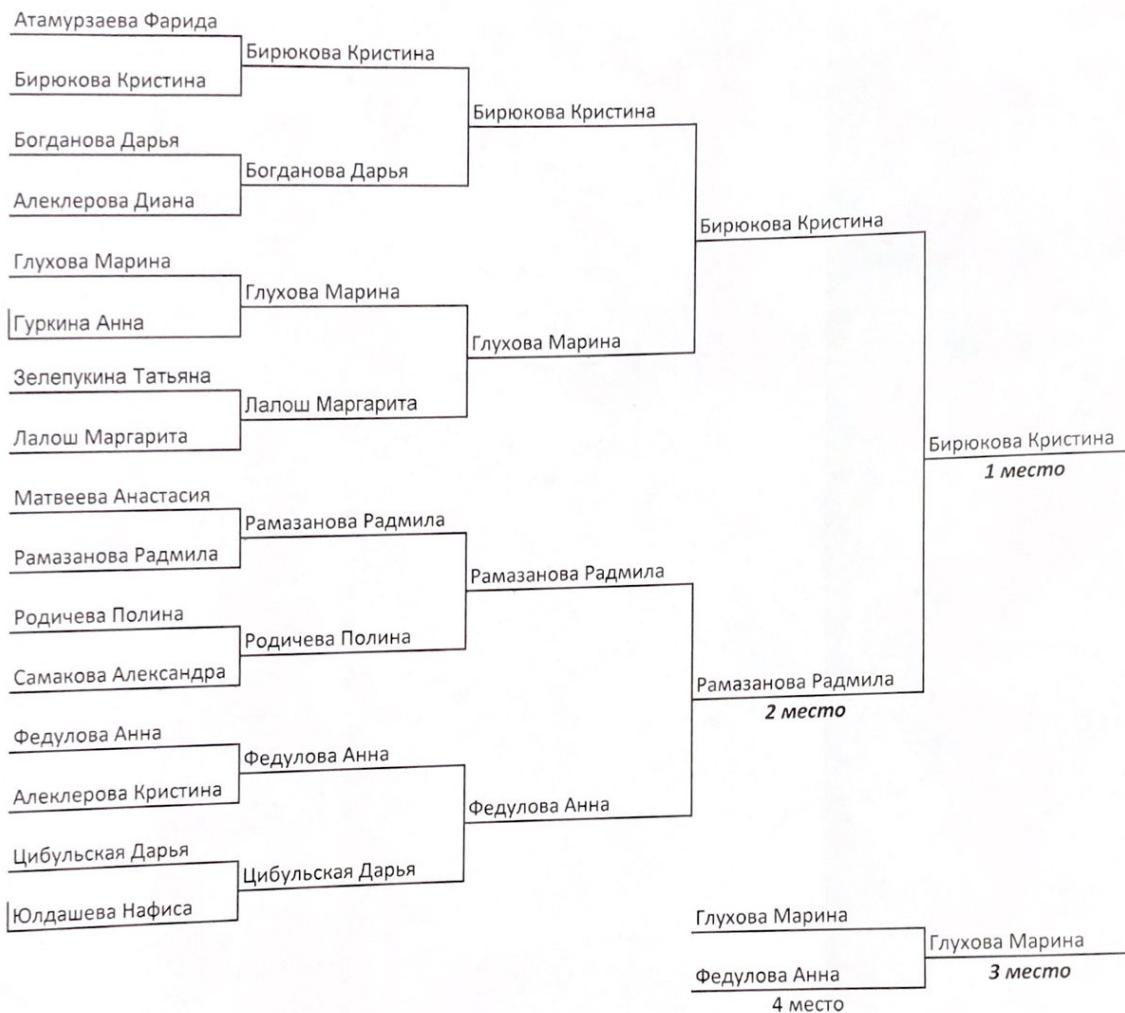 Атамурзаева Фарида
Бирюкова Кристина
Бирюкова Кристина
Бирюкова Кристина
Богданова Дарья
Богданова Дарья
Алеклерова Диана
Бирюкова Кристина
Глухова Марина
Глухова Марина
Гуркина Анна
Глухова Марина
Зелепукина Татьяна
Лалош Маргарита
Лалош Маргарита
Бирюкова Кристина
1 место
Матвеева Анастасия
Рамазанова Радмила
Рамазанова Радмила
Рамазанова Радмила
Родичева Полина
Родичева Полина
Самакова Александра
Рамазанова Радмила
2 место
Федулова Анна
Федулова Анна
Алеклерова Кристина
Федулова Анна
Цибульская Дарья
Цибульская Дарья
Юлдашева Нафиса
Глухова Марина
Глухова Марина
3 место
Федулова Анна
4 место